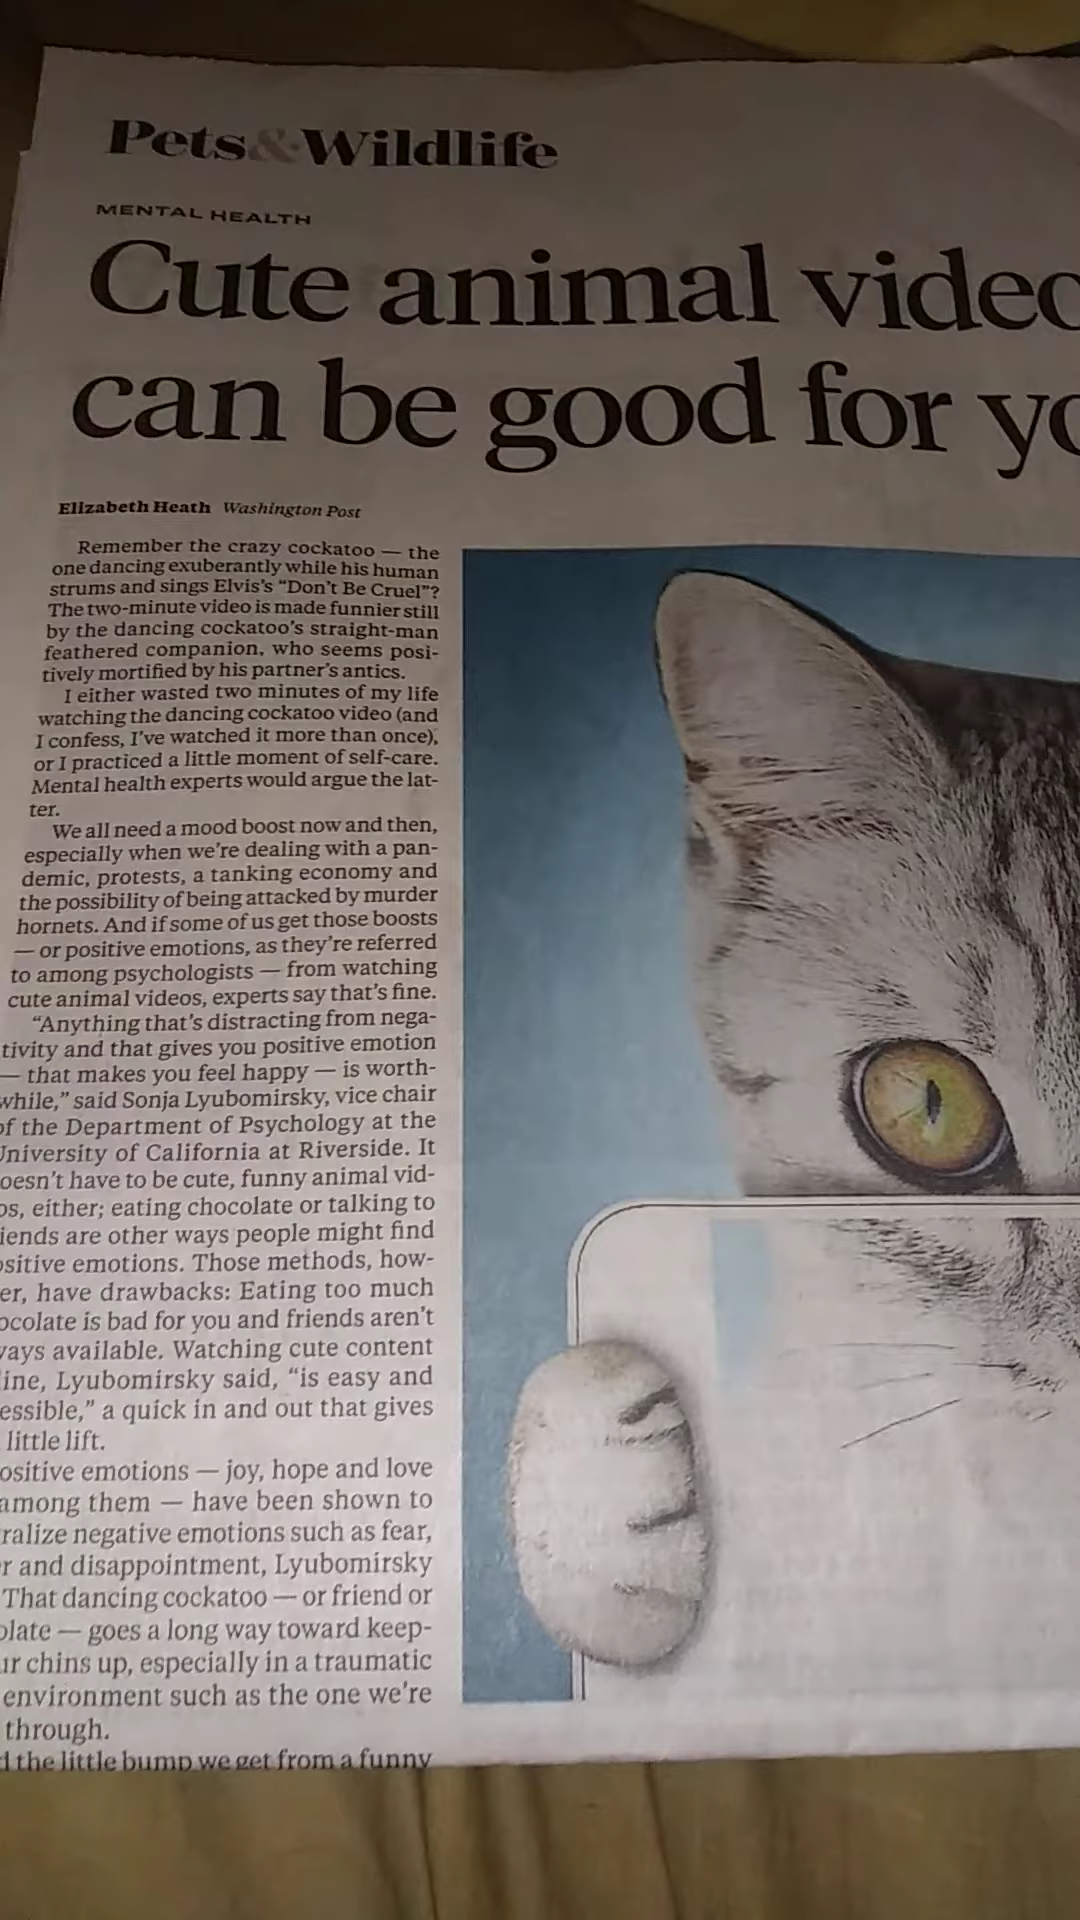 Pets & Wildlife
MENTAL HEALTH
Cute animal
can be good for
Elizabeth Heath Washington Post
Remember the crazy cockatoo — the
one dancing exuberantly while his human
strums and sings Elvis's “Don't Be Cruel”?
The two-minute video is made funnier still
by the dancing cockatoo's straight-man
feathered companion, who seems posi-
tively mortified by his partner's antics.
I either wasted two minutes of my life
watching the dancing cockatoo video (and
I confess, I've watched it more than once),
or I practiced a little moment of self-care.
Mental health experts would argue the lat-
ter.
We all need a mood boost now and then,
especially when we're dealing with a pan-
demic, protests, a tanking economy and
the possibility of being attacked by murder
hornets. And if some of us get those boosts
— or positive emotions, as they're referred
to among psychologists — from watching
cute animal videos, experts say that's fine.
“Anything that's distracting from nega-
tivity and that gives you positive emotion
— that makes you feel happy — is worth-
while,” said Sonja Lyubomirsky, vice chair
of the Department of Psychology at the
University of California at Riverside. It
oesn't have to be cute, funny animal vid-
os, either; eating chocolate or talking to
iends are other ways people might find
ositive emotions. Those methods, how-
er, have drawbacks: Eating too much
ocolate is bad for you and friends aren't
ways available. Watching cute content
line, Lyubomirsky said, “is easy and
essible,” a quick in and out that gives
little lift.
ositive emotions — joy, hope and love
among them — have been shown to
ralize negative emotions such as fear,
r and disappointment, Lyubomirsky
That dancing cockatoo — or friend or
olate — goes a long way toward keep-
ur chins up, especially in a traumatic
environment such as the one we're
through.
d the little bump we get from a funny